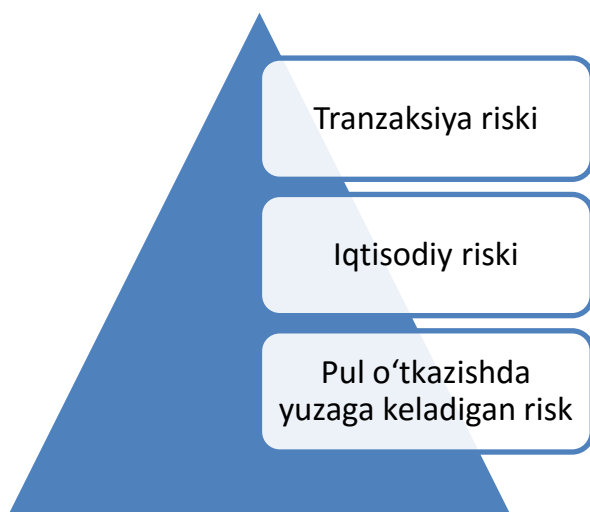 Tranzaksiya riski
Iqtisodiy riski
Pul o‘tkazishda
yuzaga keladigan risk